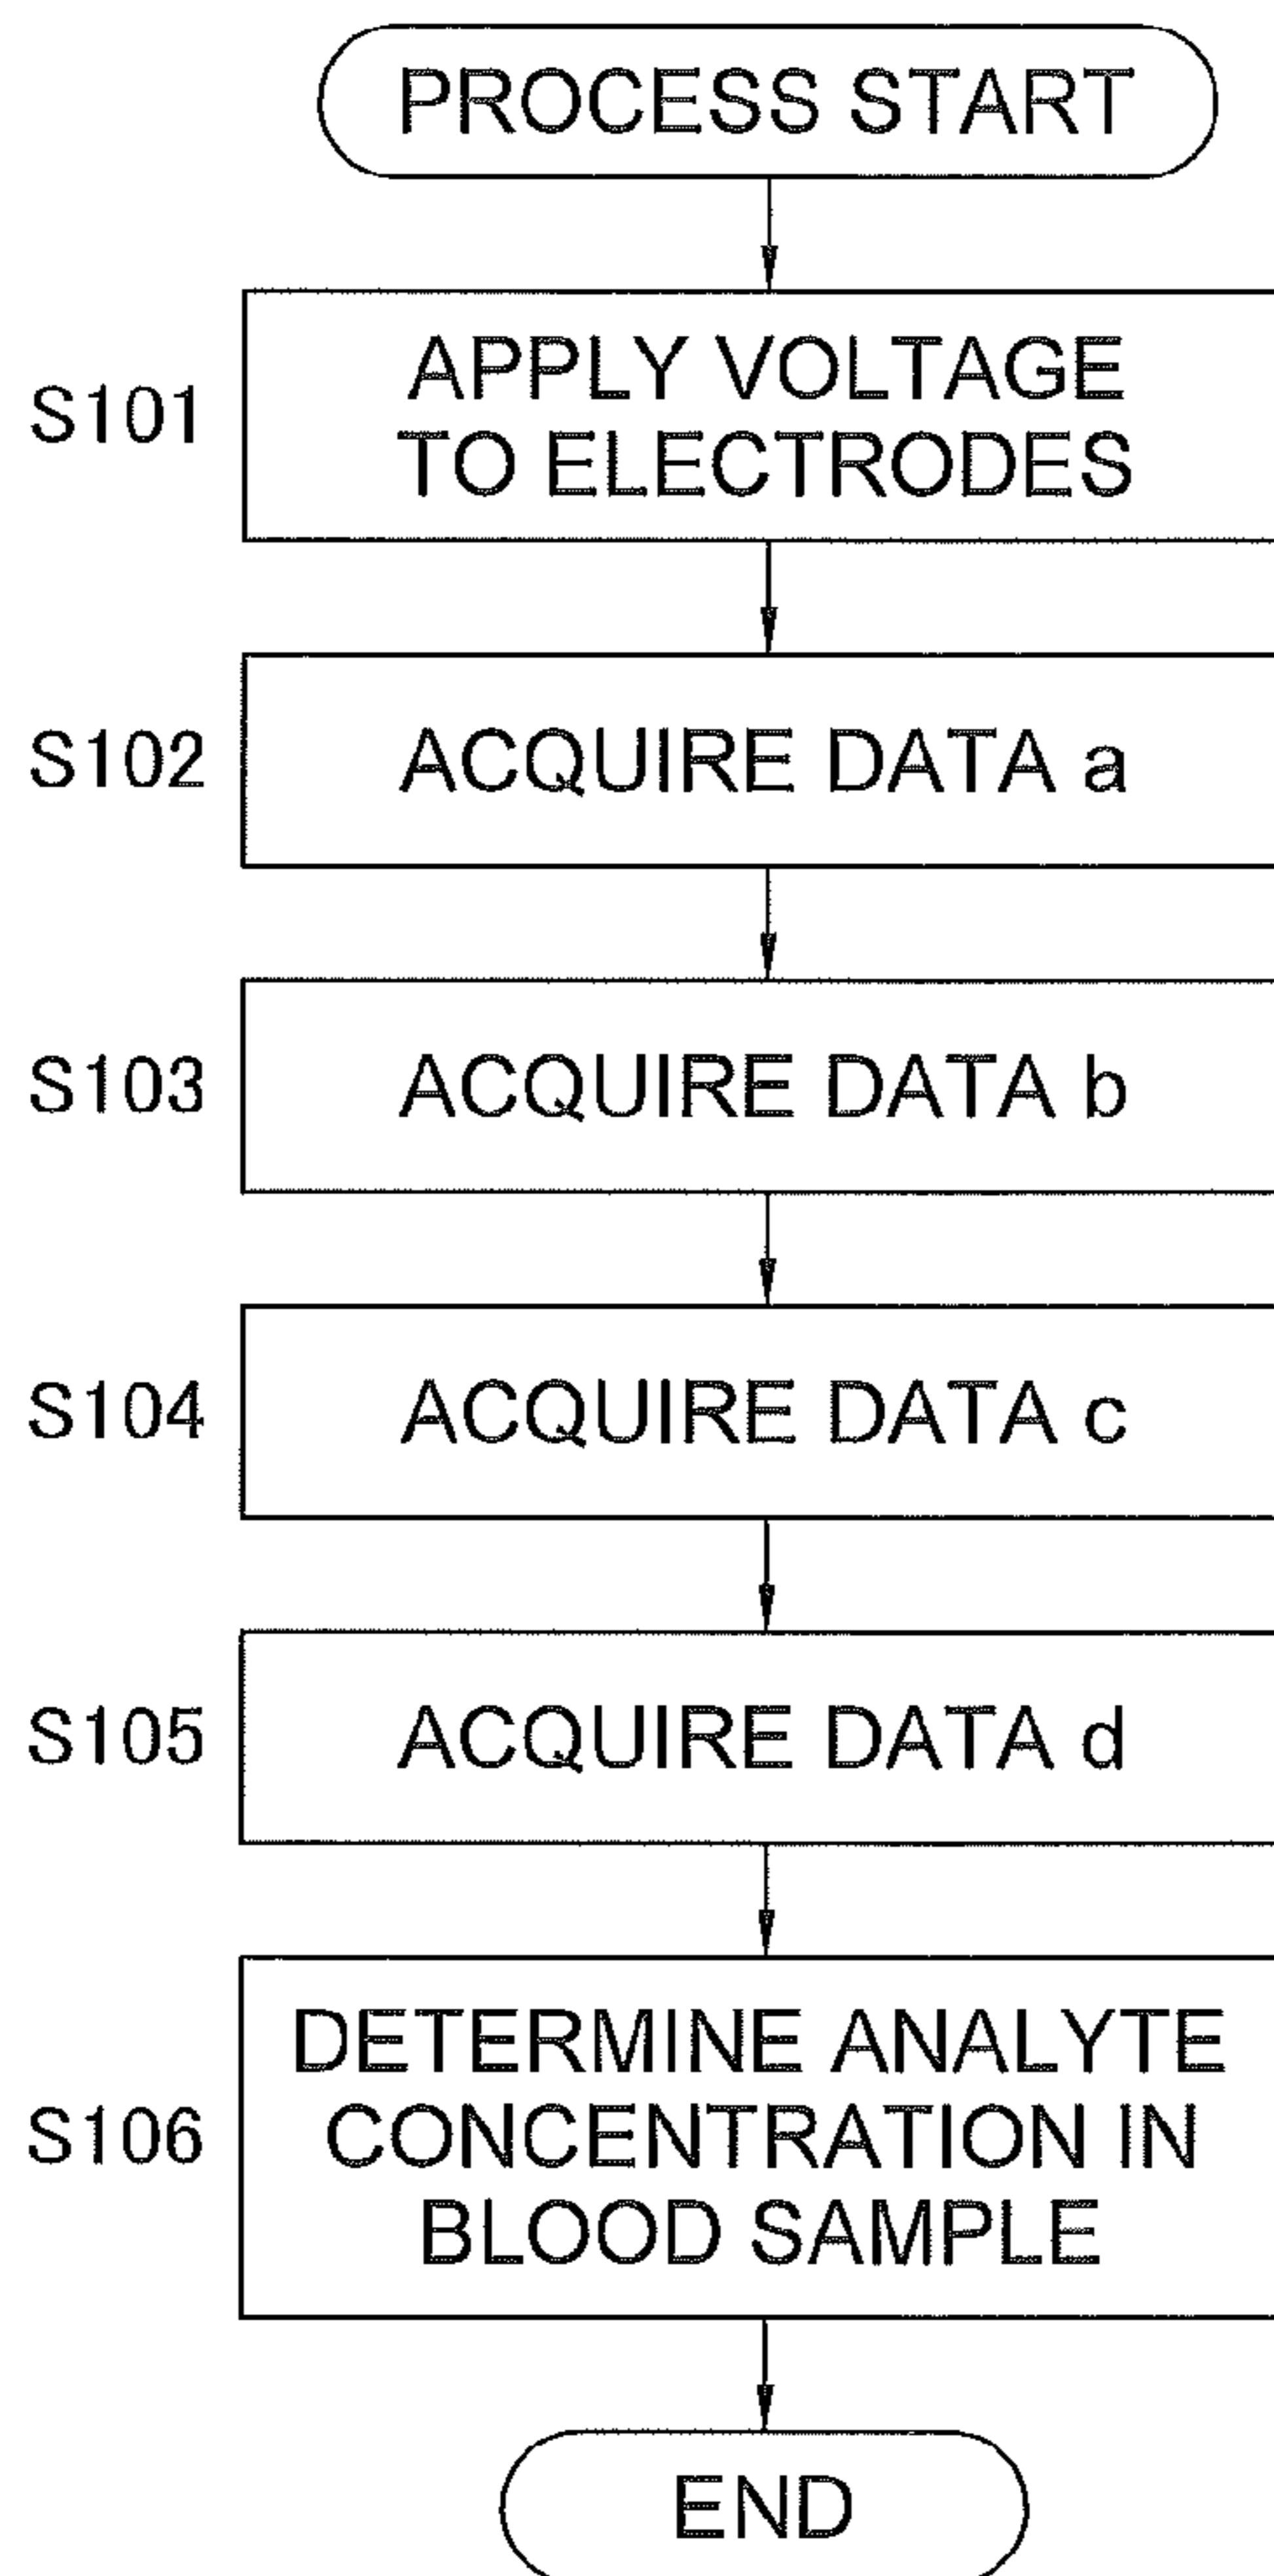 PROCESS START
S101
APPLY VOLTAGE
TO ELECTRODES
S102
ACQUIRE DATA a
S103
ACQUIRE DATA b
S104
ACQUIRE DATA c
S105
ACQUIRE DATA d
S106
DETERMINE ANALYTE
CONCENTRATION IN
BLOOD SAMPLE
END